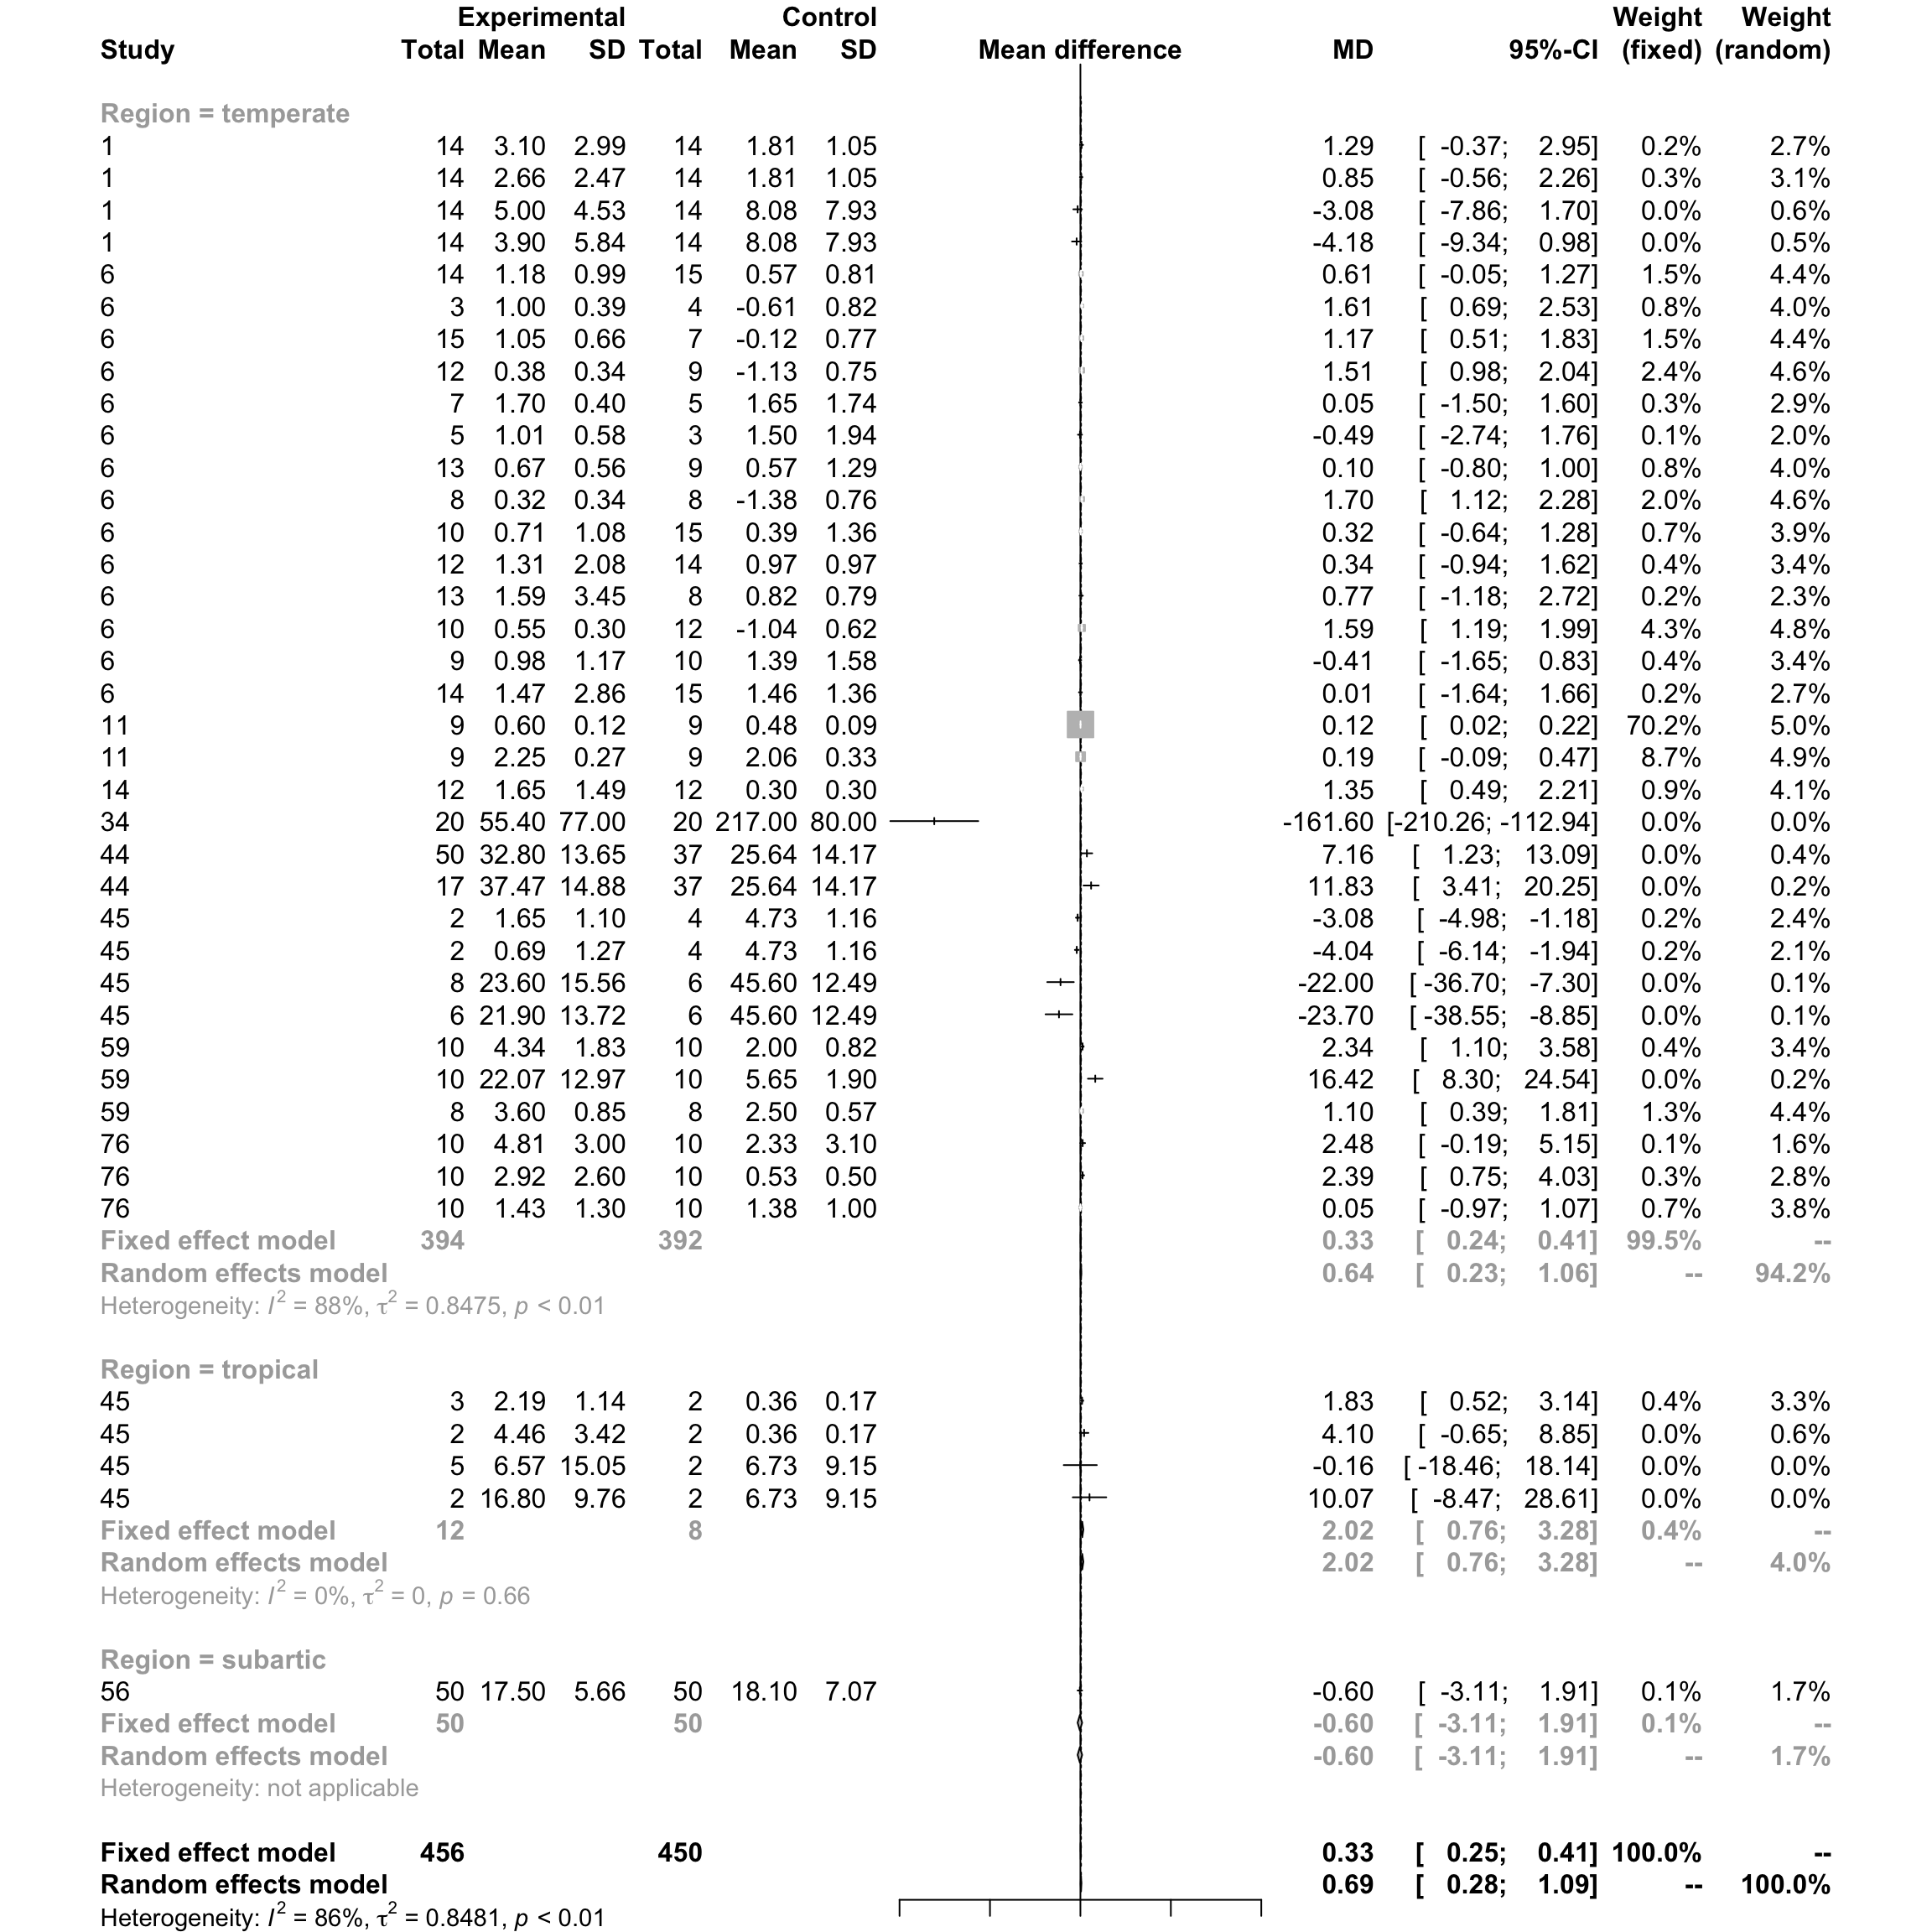 Experimental Control Weight Weight
Study Total Mean SD Total Mean SD Mean difference MD 95%-CI (fixed) (random)
Region = temperate
1 14 3.10 2.99 14 1.81 1.05 1.29 [ -0.37; 2.95] 0.2% 2.7%
1 14 2.66 2.47 14 1.81 1.05 0.85 [ -0.56; 2.26] 0.3% 3.1%
1 14 5.00 4.53 14 8.08 7.93 -3.08 [ -7.86; 1.70] 0.0% 0.6%
1 14 3.90 5.84 14 8.08 7.93 -4.18 [ -9.34; 0.98] 0.0% 0.5%
6 14 1.18 0.99 15 0.57 0.81 0.61 [ -0.05; 1.27] 1.5% 4.4%
6 3 1.00 0.39 4 -0.61 0.82 1.61 [ 0.69; 2.53] 0.8% 4.0%
6 15 1.05 0.66 7 -0.12 0.77 1.17 [ 0.51; 1.83] 1.5% 4.4%
6 12 0.38 0.34 9 -1.13 0.75 1.51 [ 0.98; 2.04] 2.4% 4.6%
6 7 1.70 0.40 5 1.65 1.74 0.05 [ -1.50; 1.60] 0.3% 2.9%
6 5 1.01 0.58 3 1.50 1.94 -0.49 [ -2.74; 1.76] 0.1% 2.0%
6 13 0.67 0.56 9 0.57 1.29 0.10 [ -0.80; 1.00] 0.8% 4.0%
6 8 0.32 0.34 8 -1.38 0.76 1.70 [ 1.12; 2.28] 2.0% 4.6%
6 10 0.71 1.08 15 0.39 1.36 0.32 [ -0.64; 1.28] 0.7% 3.9%
6 12 1.31 2.08 14 0.97 0.97 0.34 [ -0.94; 1.62] 0.4% 3.4%
6 13 1.59 3.45 8 0.82 0.79 0.77 [ -1.18; 2.72] 0.2% 2.3%
6 10 0.55 0.30 12 -1.04 0.62 1.59 [ 1.19; 1.99] 4.3% 4.8%
6 9 0.98 1.17 10 1.39 1.58 -0.41 [ -1.65; 0.83] 0.4% 3.4%
6 14 1.47 2.86 15 1.46 1.36 0.01 [ -1.64; 1.66] 0.2% 2.7%
11 9 0.60 0.12 9 0.48 0.09 0.12 [ 0.02; 0.22] 70.2% 5.0%
11 9 2.25 0.27 9 2.06 0.33 0.19 [ -0.09; 0.47] 8.7% 4.9%
14 12 1.65 1.49 12 0.30 0.30 1.35 [ 0.49; 2.21] 0.9% 4.1%
34 20 55.40 77.00 20 217.00 80.00 -161.60 [-210.26; -112.94] 0.0% 0.0%
44 50 32.80 13.65 37 25.64 14.17 7.16 [ 1.23; 13.09] 0.0% 0.4%
44 17 37.47 14.88 37 25.64 14.17 11.83 [ 3.41; 20.25] 0.0% 0.2%
45 2 1.65 1.10 4 4.73 1.16 -3.08 [ -4.98; -1.18] 0.2% 2.4%
45 2 0.69 1.27 4 4.73 1.16 -4.04 [ -6.14; -1.94] 0.2% 2.1%
45 8 23.60 15.56 6 45.60 12.49 -22.00 [ -36.70; -7.30] 0.0% 0.1%
45 6 21.90 13.72 6 45.60 12.49 -23.70 [ -38.55; -8.85] 0.0% 0.1%
59 10 4.34 1.83 10 2.00 0.82 2.34 [ 1.10; 3.58] 0.4% 3.4%
59 10 22.07 12.97 10 5.65 1.90 16.42 [ 8.30; 24.54] 0.0% 0.2%
59 8 3.60 0.85 8 2.50 0.57 1.10 [ 0.39; 1.81] 1.3% 4.4%
76 10 4.81 3.00 10 2.33 3.10 2.48 [ -0.19; 5.15] 0.1% 1.6%
76 10 2.92 2.60 10 0.53 0.50 2.39 [ 0.75; 4.03] 0.3% 2.8%
76 10 1.43 1.30 10 1.38 1.00 0.05 [ -0.97; 1.07] 0.7% 3.8%
Fixed effect model 394 392 0.33 [ 0.24; 0.41] 99.5% --
Random effects model 0.64 [ 0.23; 1.06] -- 94.2%
Heterogeneity: I² = 88%, τ² = 0.8475, p < 0.01
Region = tropical
45 3 2.19 1.14 2 0.36 0.17 1.83 [ 0.52; 3.14] 0.4% 3.3%
45 2 4.46 3.42 2 0.36 0.17 4.10 [ -0.65; 8.85] 0.0% 0.6%
45 5 6.57 15.05 2 6.73 9.15 -0.16 [ -18.46; 18.14] 0.0% 0.0%
45 2 16.80 9.76 2 6.73 9.15 10.07 [ -8.47; 28.61] 0.0% 0.0%
Fixed effect model 12 8 2.02 [ 0.76; 3.28] 0.4% --
Random effects model 2.02 [ 0.76; 3.28] -- 4.0%
Heterogeneity: I² = 0%, τ² = 0, p = 0.66
Region = subartic
56 50 17.50 5.66 50 18.10 7.07 -0.60 [ -3.11; 1.91] 0.1% 1.7%
Fixed effect model 50 50 -0.60 [ -3.11; 1.91] 0.1% --
Random effects model -0.60 [ -3.11; 1.91] -- 1.7%
Heterogeneity: not applicable
Fixed effect model 456 450 0.33 [ 0.25; 0.41] 100.0% --
Random effects model 0.69 [ 0.28; 1.09] -- 100.0%
Heterogeneity: I² = 86%, τ² = 0.8481, p < 0.01